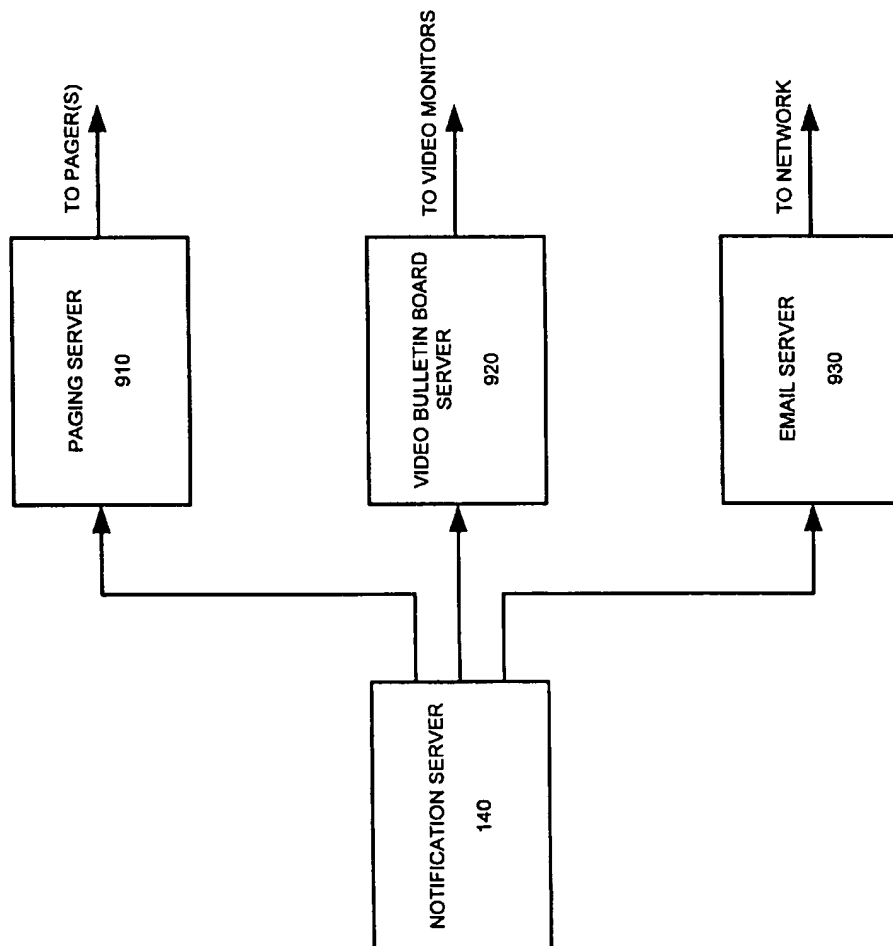 NOTIFICATION SERVER
140
PAGING SERVER
910
TO PAGER(S)
VIDEO BULLETIN BOARD
SERVER
920
TO VIDEO MONITORS
EMAIL SERVER
930
TO NETWORK